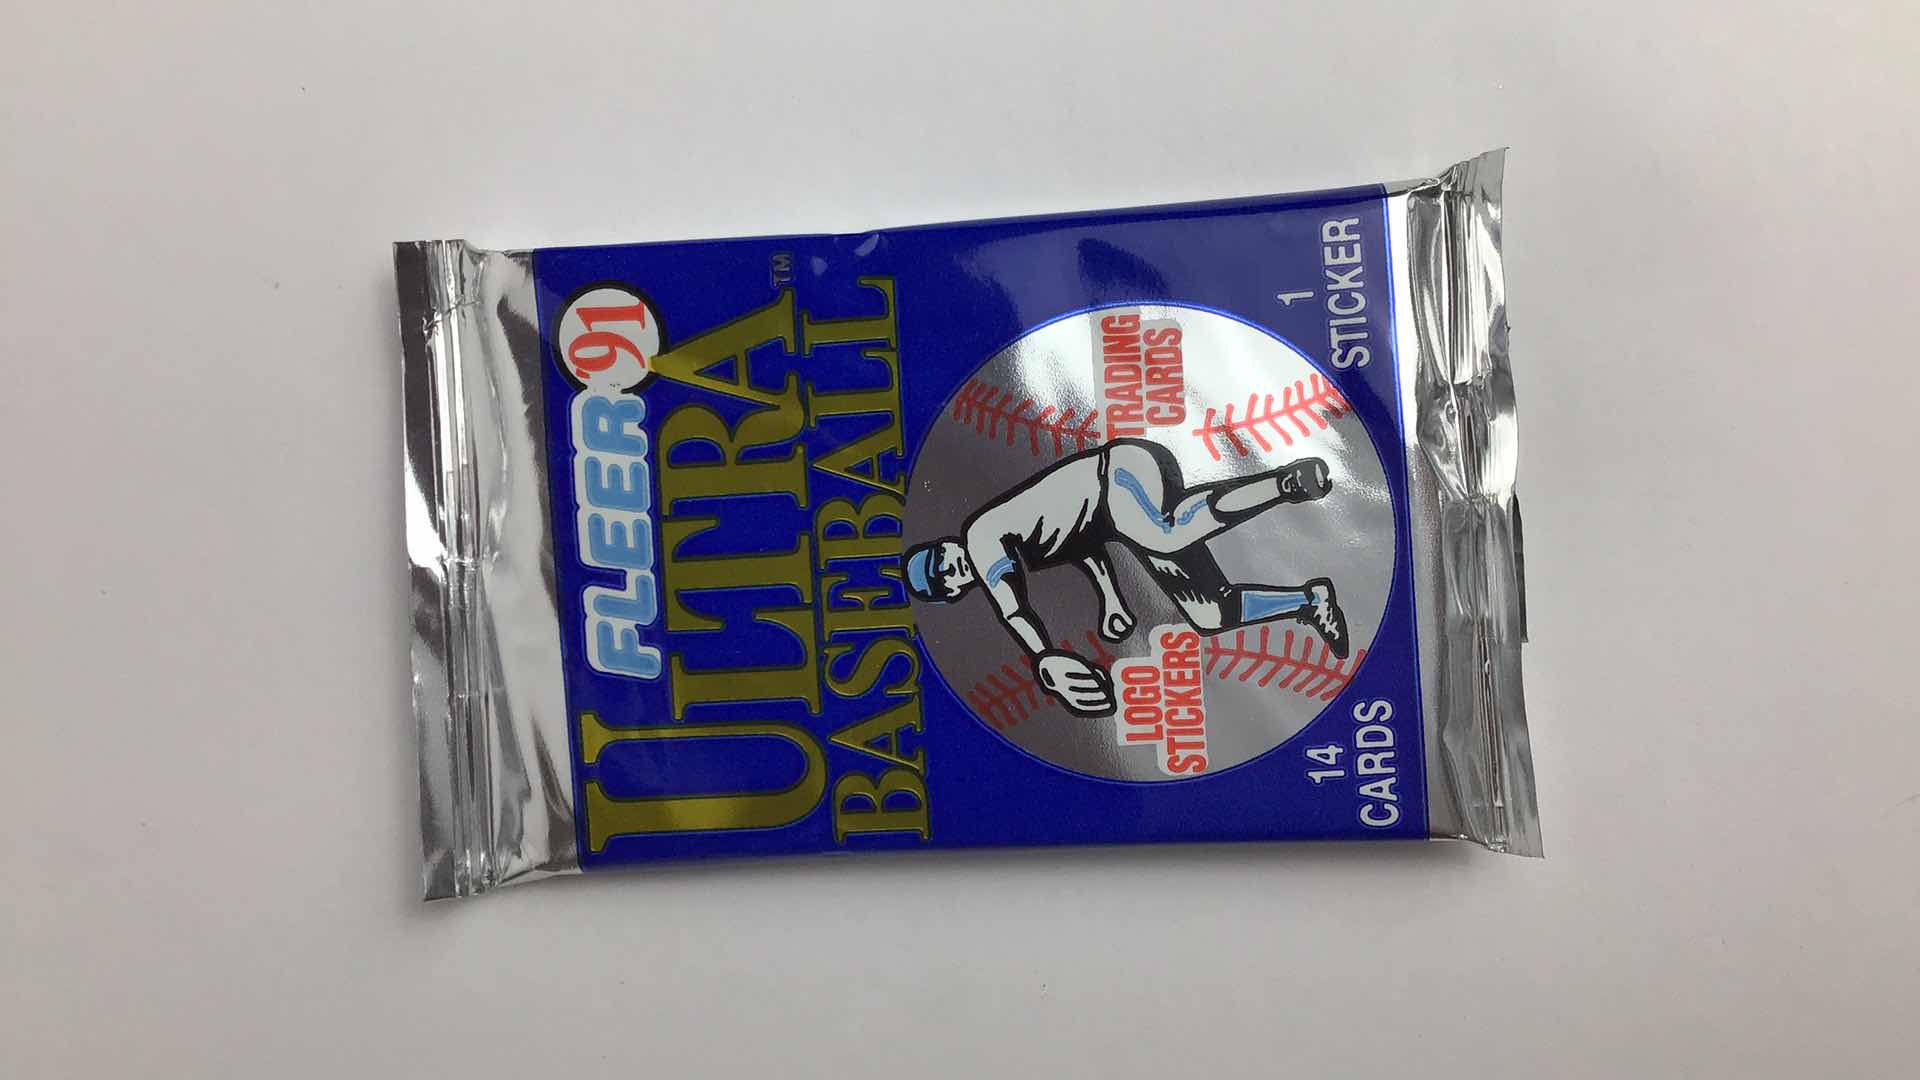 FLEER '91
ULTRA™
BASEBALL
LOGO
STICKERS
TRADING
CARDS
14
CARDS
1
STICKER